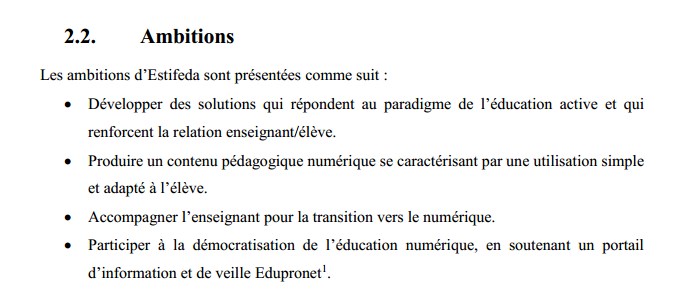 2.2. Ambitions
Les ambitions d’Estifeda sont présentées comme suit :
• Développer des solutions qui répondent au paradigme de l’éducation active et qui
renforcent la relation enseignant/élève.
• Produire un contenu pédagogique numérique se caractérisant par une utilisation simple
et adapté à l’élève.
• Accompagner l’enseignant pour la transition vers le numérique.
• Participer à la démocratisation de l’éducation numérique, en soutenant un portail
d’information et de veille Edupronet¹.